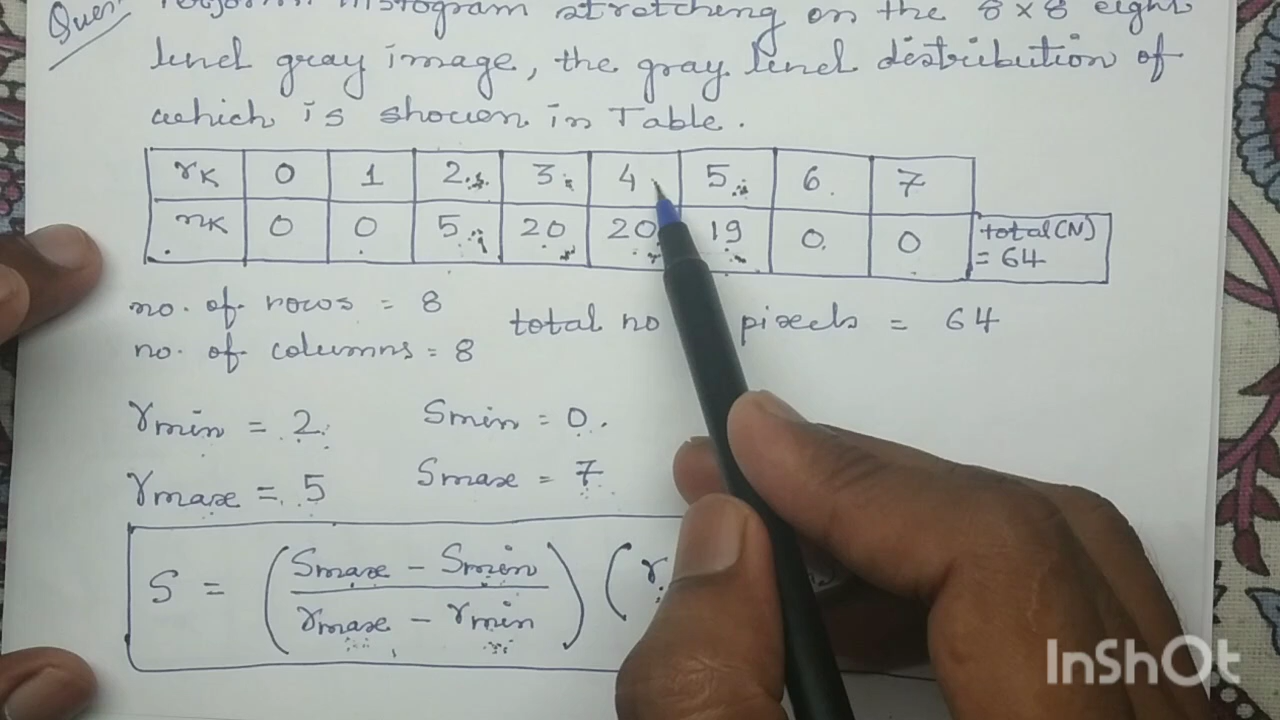 Ques
Perform Histogram stretching on the 8 x 8 eight
level gray image, the gray level distribution of
which is shown in Table.
rK 0 1 2 3 4 5 6 7
nK 0 0 5 20 20 19 0 0 total (N) = 64
no. of rows = 8
total no pixels = 64
no. of columns = 8
rmin = 2 Smin = 0.
rmax = 5 Smax = 7
S = (Smax - Smin / rmax - rmin) (r
InShOt